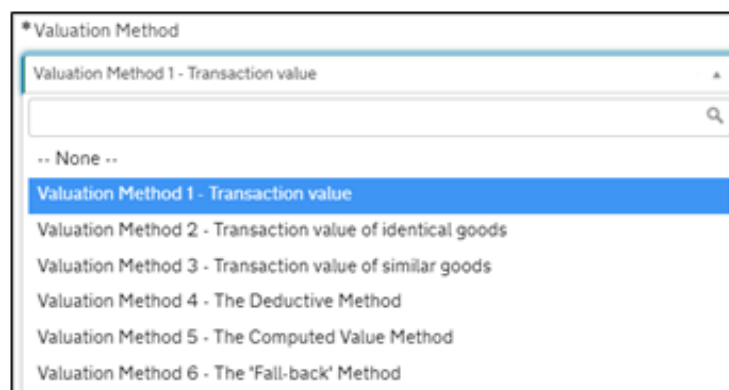 *Valuation Method
Valuation Method 1 - Transaction value
-- None --
Valuation Method 1 - Transaction value
Valuation Method 2 - Transaction value of identical goods
Valuation Method 3 - Transaction value of similar goods
Valuation Method 4 - The Deductive Method
Valuation Method 5 - The Computed Value Method
Valuation Method 6 - The 'Fall-back' Method